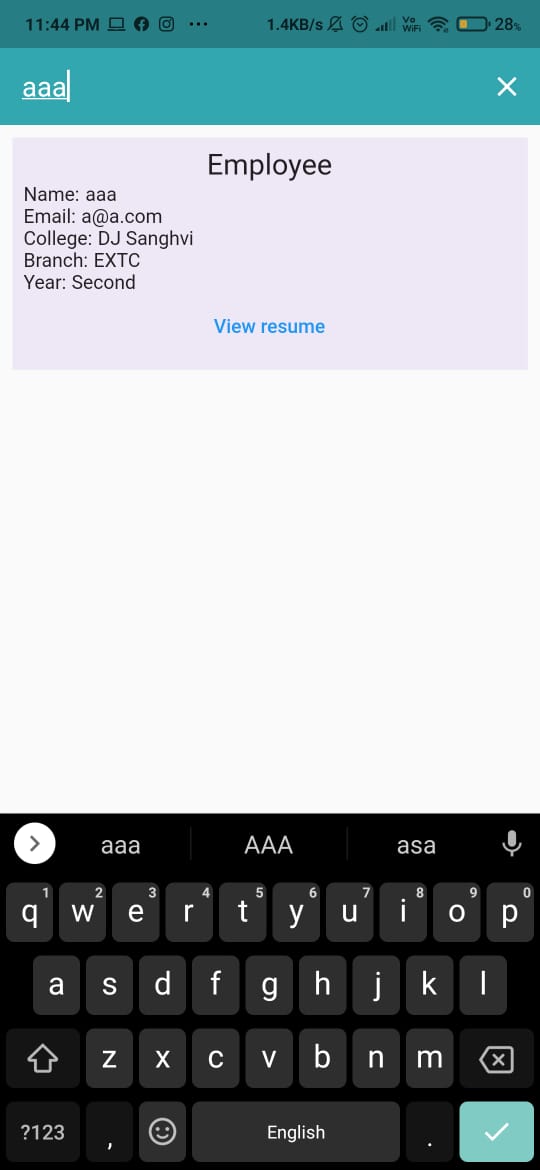 11:44 PM ... 1.4KB/s Vo WiFi 28%
aaa
Employee
Name: aaa
Email: a@a.com
College: DJ Sanghvi
Branch: EXTC
Year: Second
View resume
aaa AAA asa
1 2 3 4 5 6 7 8 9 0
q w e r t y u i o p
a s d f g h j k l
z x c v b n m
?123 , English .